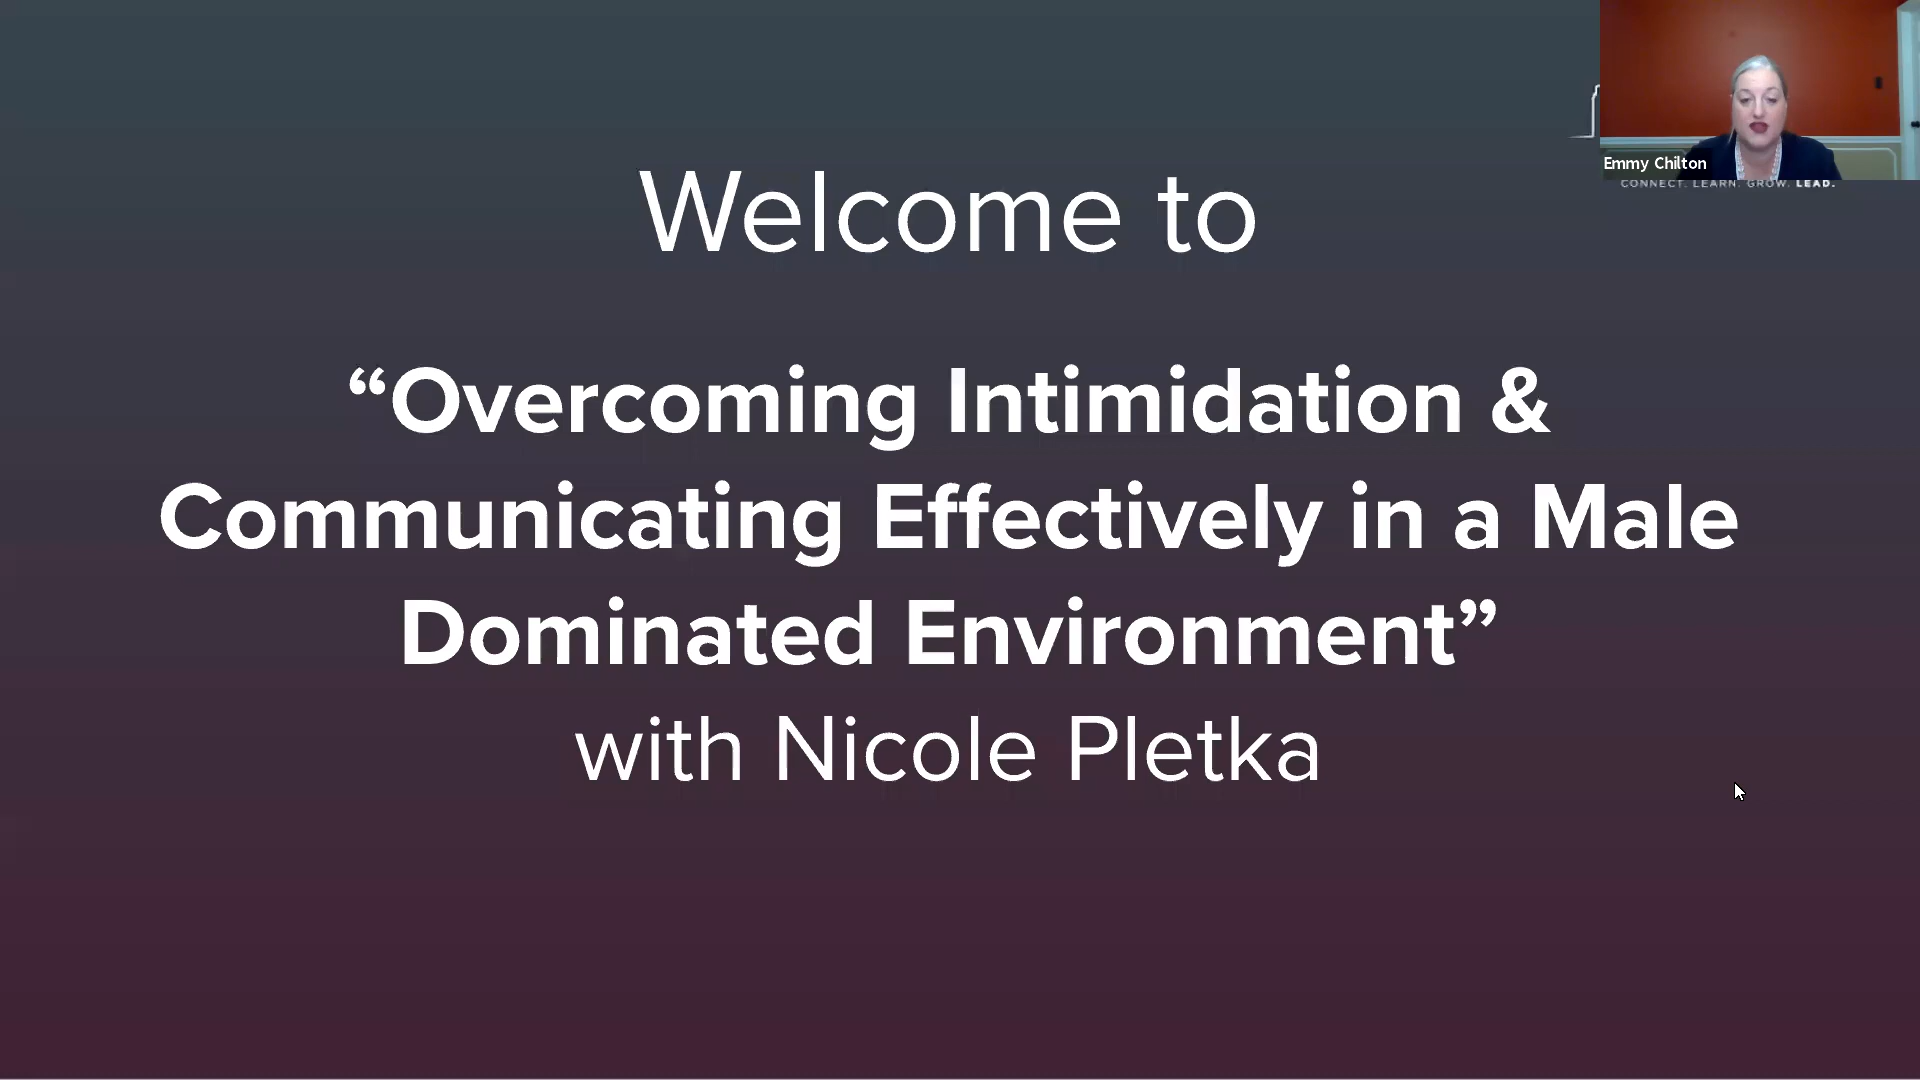 Emmy Chilton
CONNECT. LEARN. GROW. LEAD.
Welcome to
“Overcoming Intimidation &
Communicating Effectively in a Male
Dominated Environment”
with Nicole Pletka